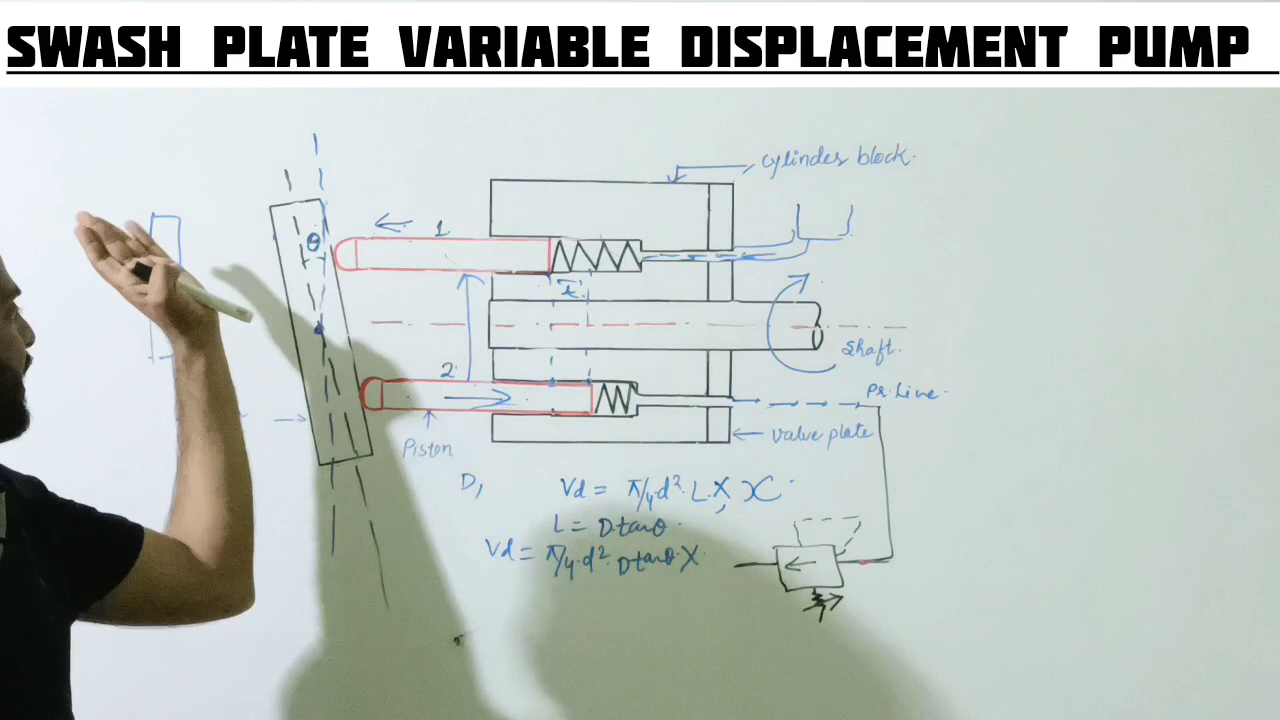 SWASH PLATE VARIABLE DISPLACEMENT PUMP
cylinder block.
θ
1
t
shaft.
2
Pr. Line.
Piston
valve plate
D,
Vd = π/4 d². L. X, X.
L = D tanθ.
Vd = π/4 . d². D tanθ. X.